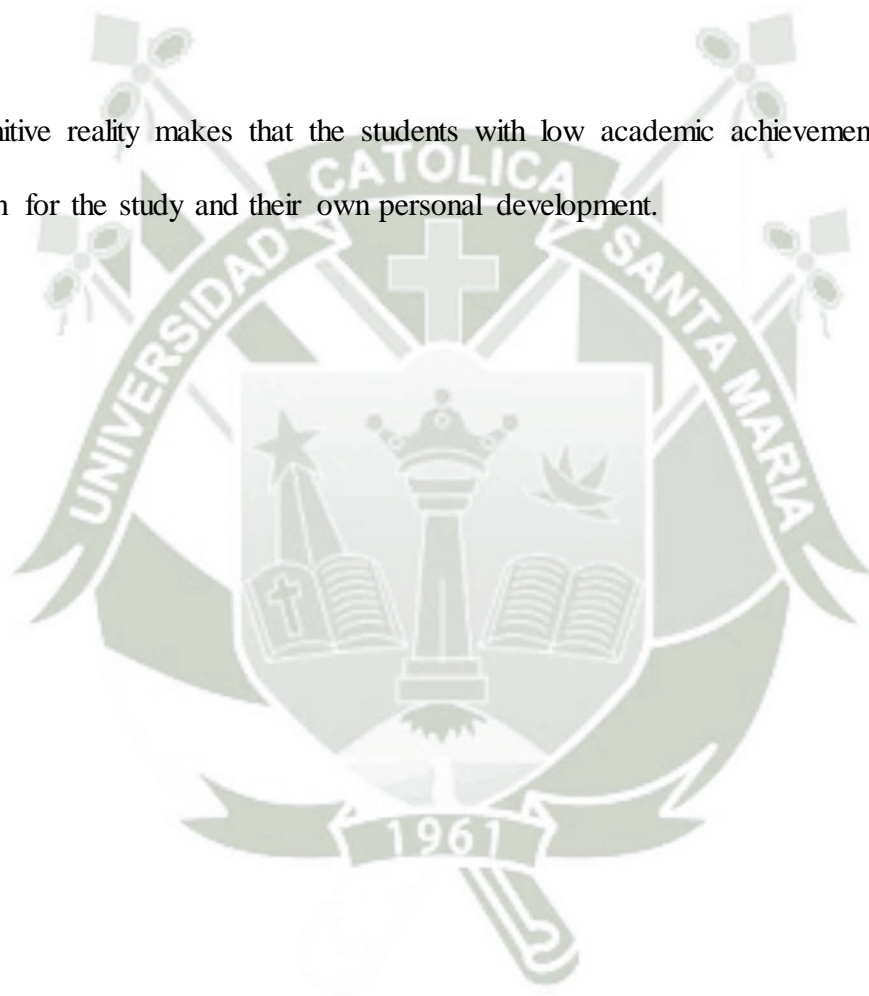 nitive reality makes that the students with low academic achievemen
n for the study and their own personal development.
UNIVERSIDAD CATOLICA SANTA MARIA
1961